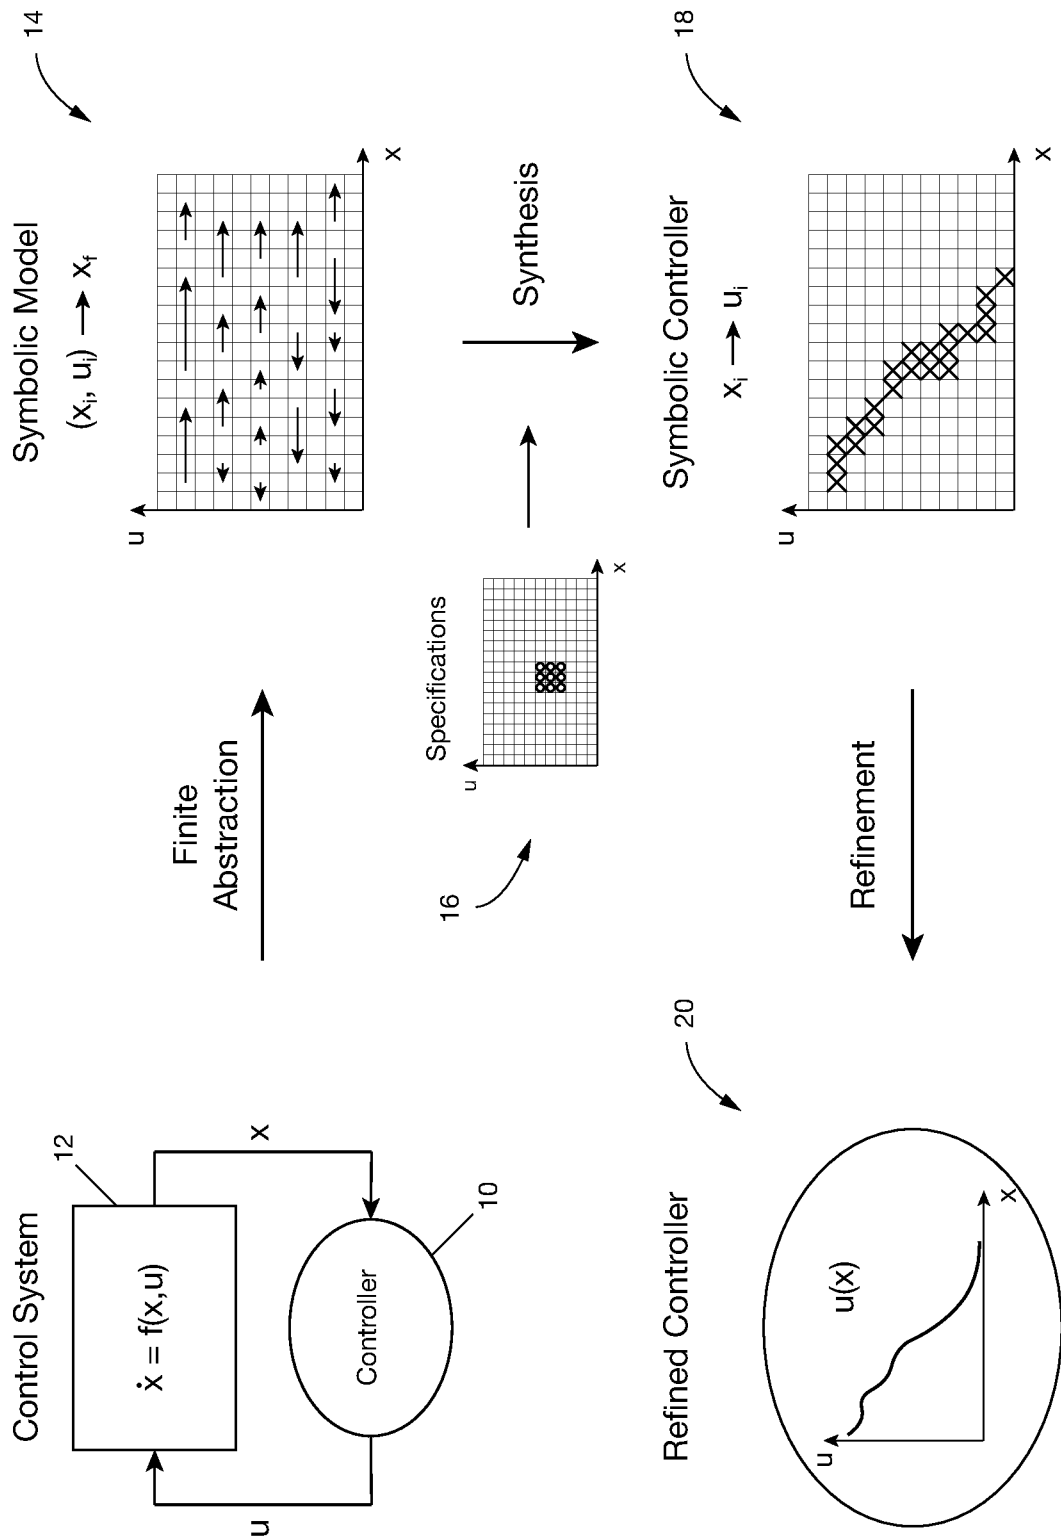 Control System
12
ẋ = f(x,u)
x
u
Controller
10
Finite
Abstraction
Symbolic Model
14
(xᵢ, uᵢ) ⟶ x_f
u
x
Specifications
16
u
x
Synthesis
Symbolic Controller
18
xᵢ ⟶ uᵢ
u
x
Refinement
Refined Controller
20
u
u(x)
x